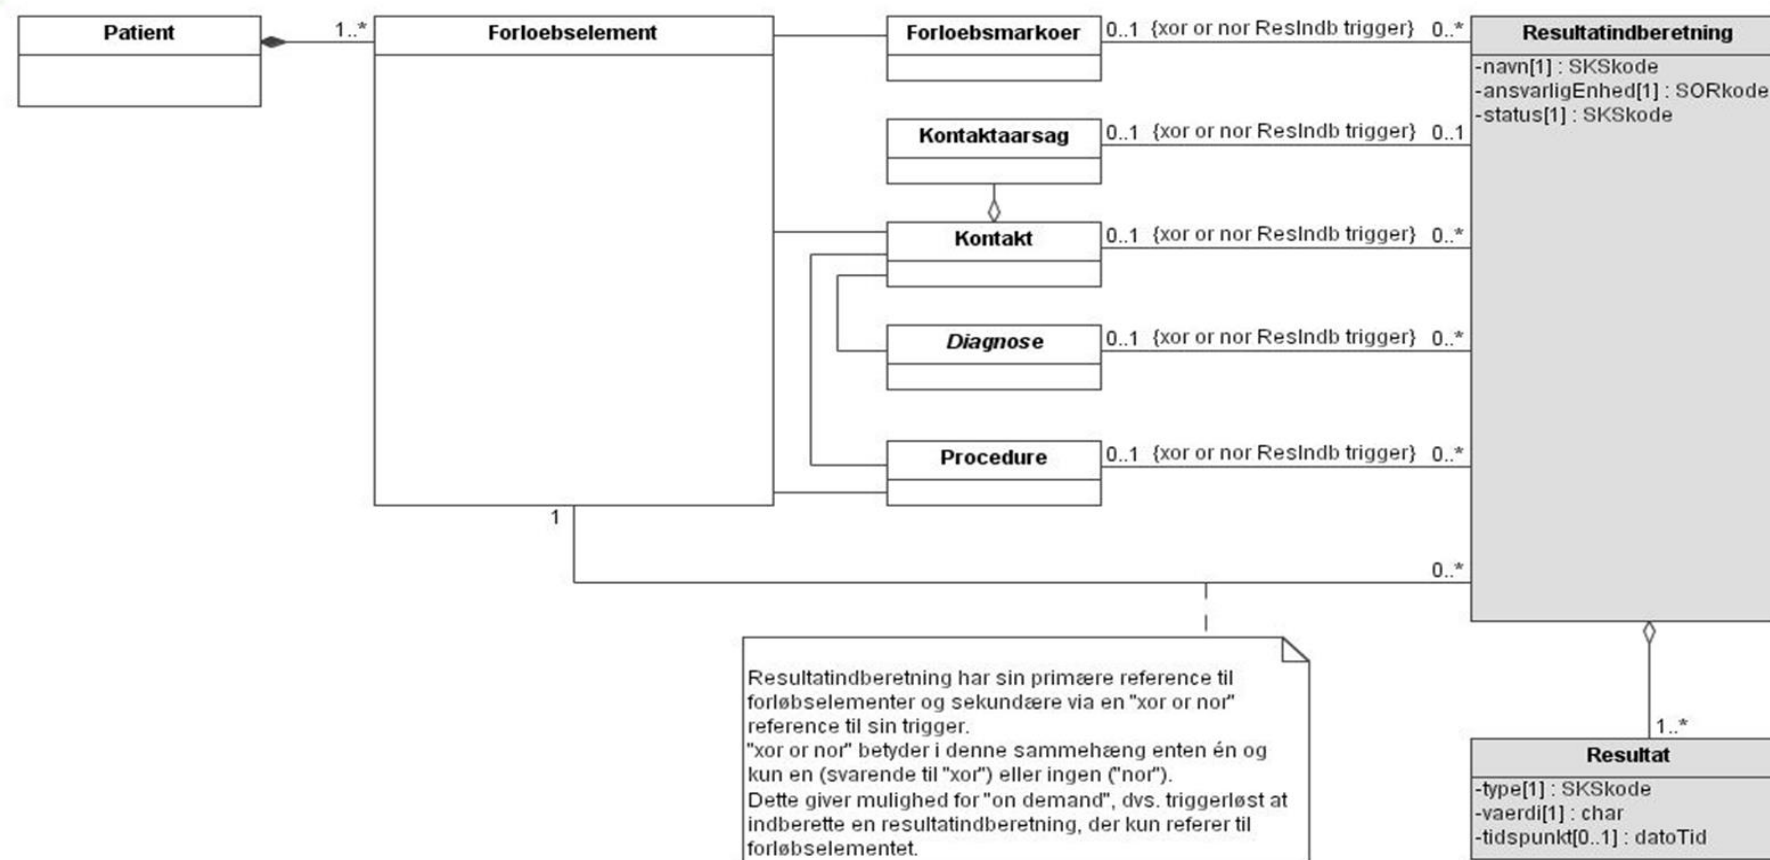 Patient
1..*
Forloebselement
Forloebsmarkoer
0..1 {xor or nor ResIndb trigger} 0..*
Resultatindberetning
-navn[1] : SKSkode
-ansvarligEnhed[1] : SORkode
-status[1] : SKSkode
Kontaktaarsag
0..1 {xor or nor ResIndb trigger} 0..1
Kontakt
0..1 {xor or nor ResIndb trigger} 0..*
Diagnose
0..1 {xor or nor ResIndb trigger} 0..*
Procedure
0..1 {xor or nor ResIndb trigger} 0..*
1
0..*
Resultatindberetning har sin primære reference til
forløbselementer og sekundære via en "xor or nor"
reference til sin trigger.
"xor or nor" betyder i denne sammehæng enten én og
kun en (svarende til "xor") eller ingen ("nor").
Dette giver mulighed for "on demand", dvs. triggerløst at
indberette en resultatindberetning, der kun referer til
forløbselementet.
1..*
Resultat
-type[1] : SKSkode
-vaerdi[1] : char
-tidspunkt[0..1] : datoTid